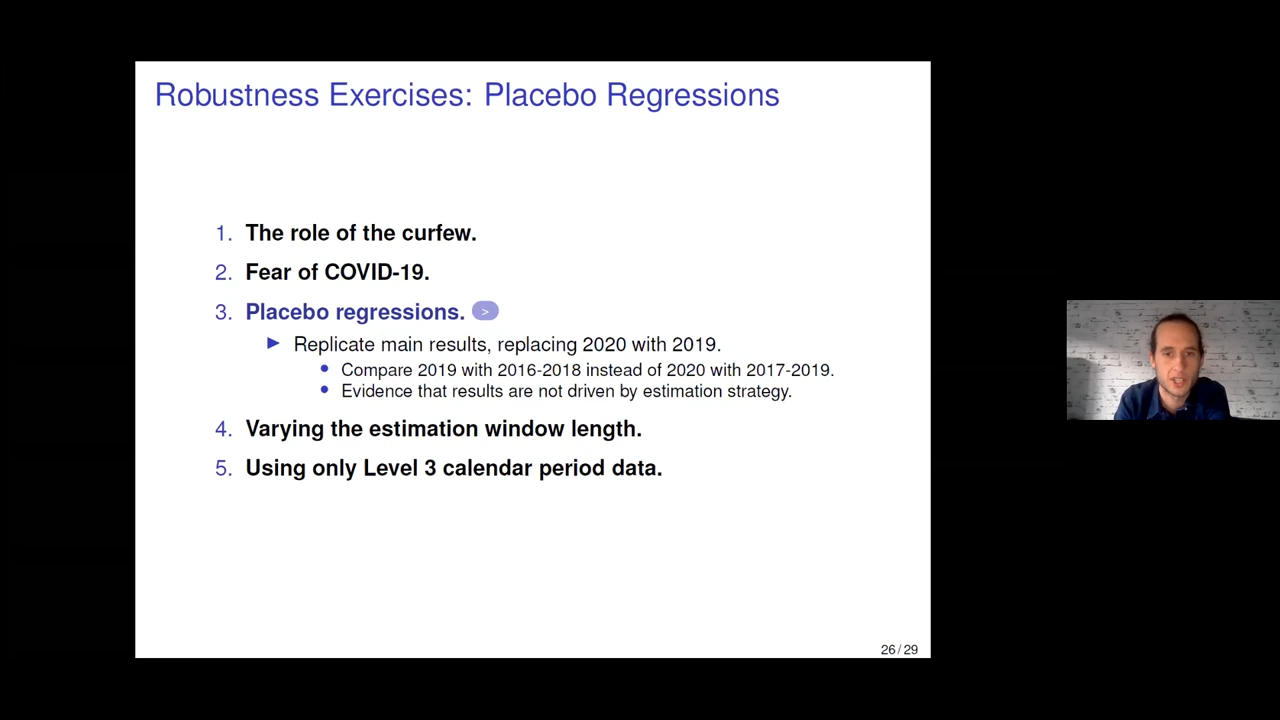 Robustness Exercises: Placebo Regressions
1. The role of the curfew.
2. Fear of COVID-19.
3. Placebo regressions. >
Replicate main results, replacing 2020 with 2019.
Compare 2019 with 2016-2018 instead of 2020 with 2017-2019.
Evidence that results are not driven by estimation strategy.
4. Varying the estimation window length.
5. Using only Level 3 calendar period data.
26/29